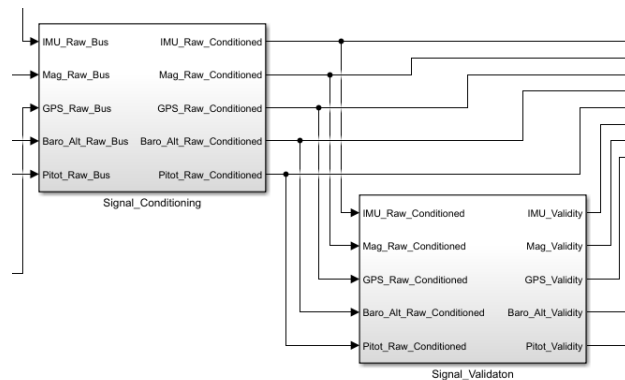 IMU_Raw_Bus IMU_Raw_Conditioned
Mag_Raw_Bus Mag_Raw_Conditioned
GPS_Raw_Bus GPS_Raw_Conditioned
Baro_Alt_Raw_Bus Baro_Alt_Raw_Conditioned
Pitot_Raw_Bus Pitot_Raw_Conditioned
Signal_Conditioning
IMU_Raw_Conditioned IMU_Validity
Mag_Raw_Conditioned Mag_Validity
GPS_Raw_Conditioned GPS_Validity
Baro_Alt_Raw_Conditioned Baro_Alt_Validity
Pitot_Raw_Conditioned Pitot_Validity
Signal_Validaton